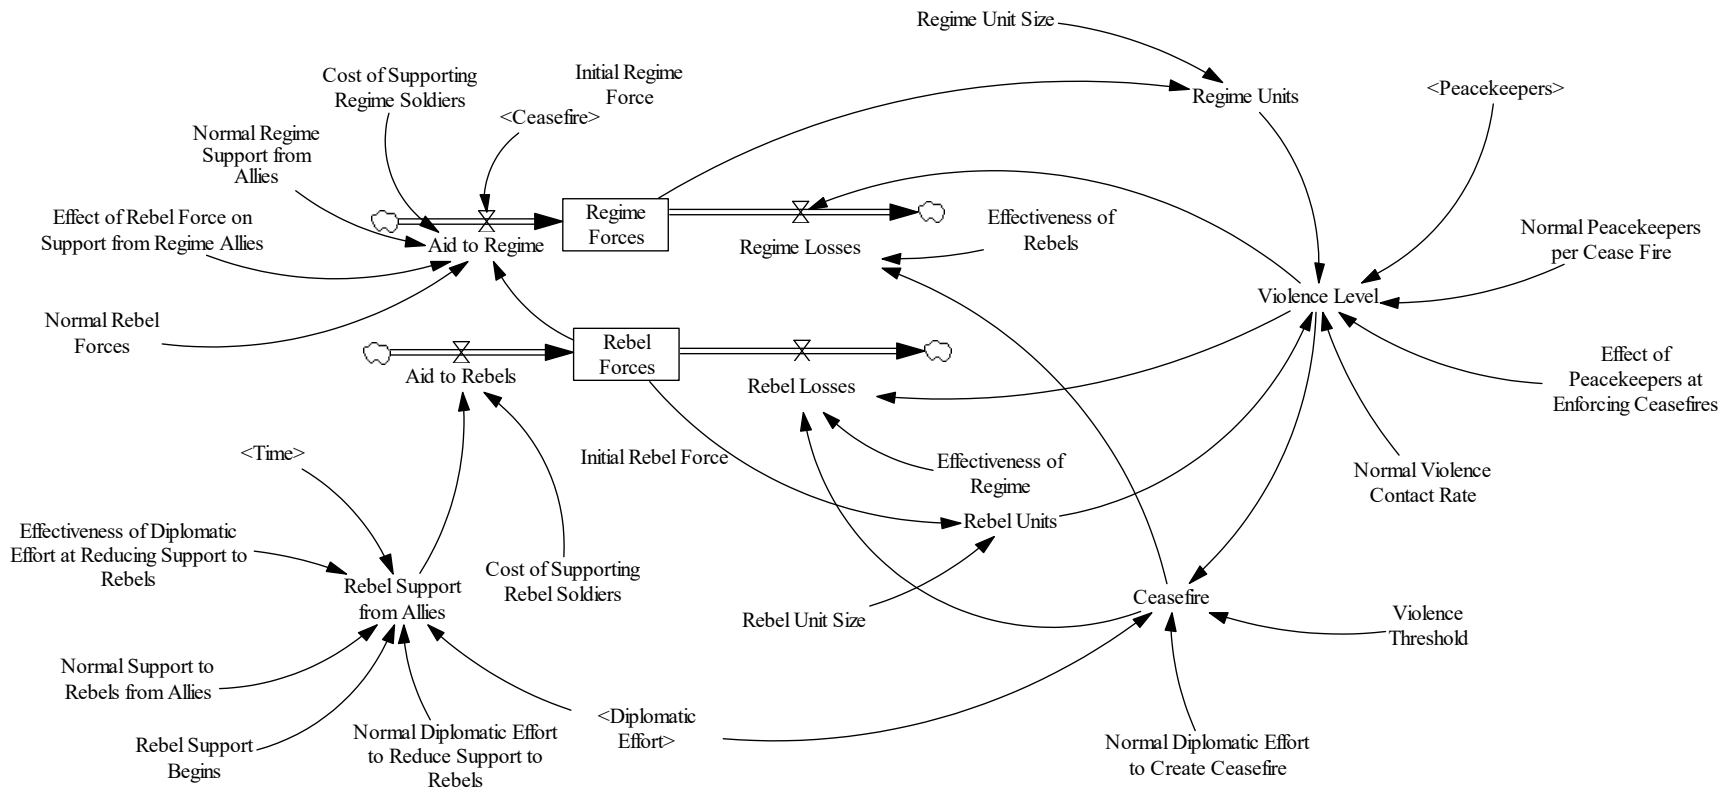 Regime Unit Size
Initial Regime
Force
Cost of Supporting
Regime Soldiers
<Peacekeepers>
Regime Units
<Ceasefire>
Normal Regime
Support from
Allies
Effect of Rebel Force on
Support from Regime Allies
Regime
Forces
Effectiveness of
Rebels
Aid to Regime
Regime Losses
Normal Peacekeepers
per Cease Fire
Violence Level
Normal Rebel
Forces
Rebel
Forces
Aid to Rebels
Rebel Losses
Effect of
Peacekeepers at
Enforcing Ceasefires
<Time>
Initial Rebel Force
Effectiveness of
Regime
Normal Violence
Contact Rate
Rebel Units
Effectiveness of Diplomatic
Effort at Reducing Support to
Rebels
Rebel Support
from Allies
Cost of Supporting
Rebel Soldiers
Rebel Unit Size
Ceasefire
Violence
Threshold
Normal Support to
Rebels from Allies
<Diplomatic
Effort>
Rebel Support
Begins
Normal Diplomatic Effort
to Reduce Support to
Rebels
Normal Diplomatic Effort
to Create Ceasefire